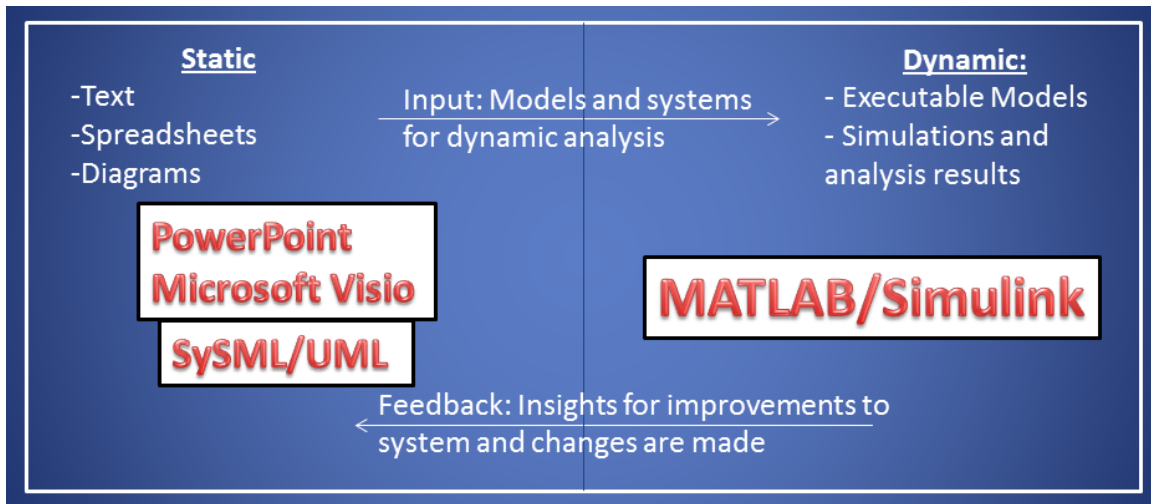 Static
-Text
-Spreadsheets
-Diagrams
PowerPoint
Microsoft Visio
SySML/UML
Input: Models and systems
for dynamic analysis
Dynamic:
- Executable Models
- Simulations and
analysis results
MATLAB/Simulink
Feedback: Insights for improvements to
system and changes are made